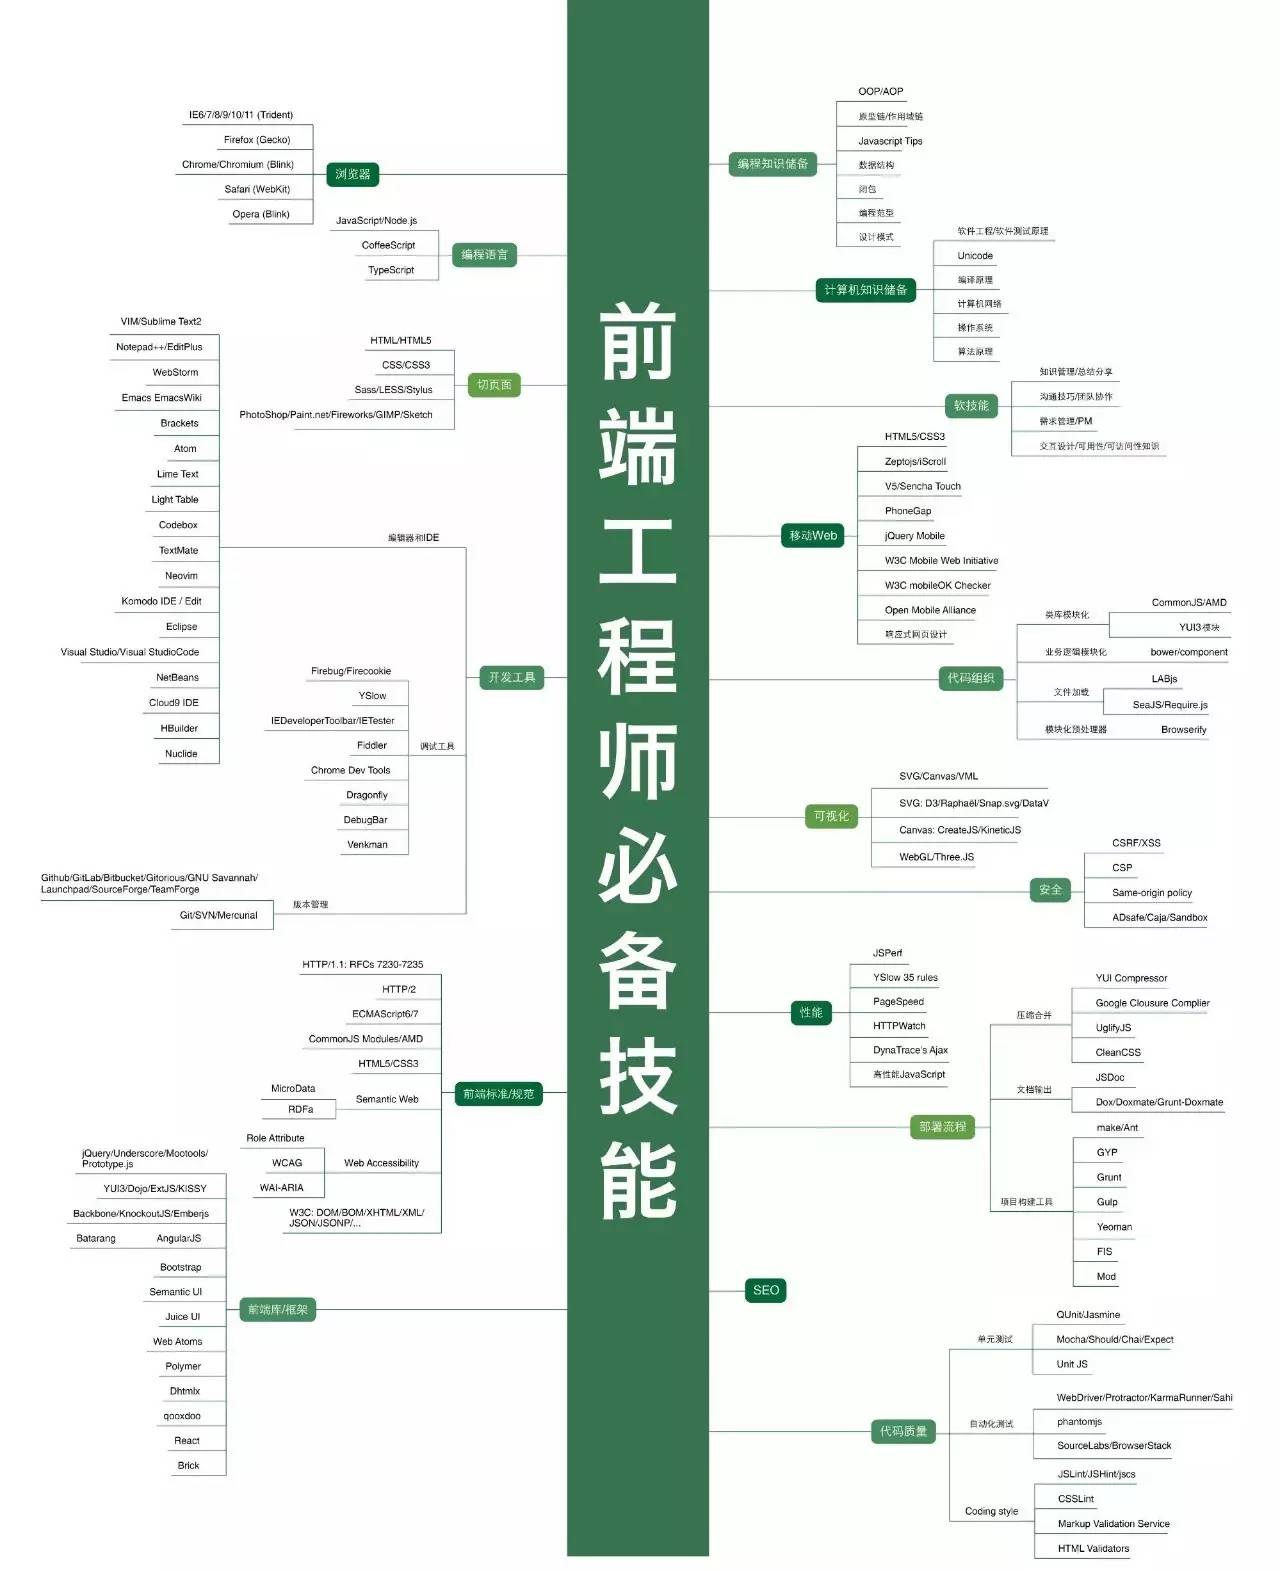 前端工程师必备技能
IE6/7/8/9/10/11 (Trident)
Firefox (Gecko)
Chrome/Chromium (Blink)
Safari (WebKit)
Opera (Blink)
浏览器
JavaScript/Node.js
CoffeeScript
TypeScript
编程语言
HTML/HTML5
CSS/CSS3
Sass/LESS/Stylus
PhotoShop/Paint.net/Fireworks/GIMP/Sketch
切页面
VIM/Sublime Text2
Notepad++/EditPlus
WebStorm
Emacs EmacsWiki
Brackets
Atom
Lime Text
Light Table
Codebox
TextMate
Neovim
Komodo IDE / Edit
Eclipse
Visual Studio/Visual StudioCode
NetBeans
Cloud9 IDE
HBuilder
Nuclide
编辑器和IDE
Firebug/Firecookie
YSlow
IEDeveloperToolbar/IETester
Fiddler
Chrome Dev Tools
Dragonfly
DebugBar
Venkman
调试工具
Github/GitLab/Bitbucket/Gitorious/GNU Savannah/
Launchpad/SourceForge/TeamForge
Git/SVN/Mercurial
版本管理
开发工具
HTTP/1.1: RFCs 7230-7235
HTTP/2
ECMAScript6/7
CommonJS Modules/AMD
HTML5/CSS3
MicroData
RDFa
Semantic Web
Role Attribute
WCAG
WAI-ARIA
Web Accessibility
W3C: DOM/BOM/XHTML/XML/
JSON/JSONP/...
前端标准/规范
jQuery/Underscore/Mootools/
Prototype.js
YUI3/Dojo/ExtJS/KISSY
Backbone/KnockoutJS/Emberjs
Batarang
AngularJS
Bootstrap
Semantic UI
Juice UI
Web Atoms
Polymer
Dhtmlx
qooxdoo
React
Brick
前端库/框架
编程知识储备
OOP/AOP
原型链/作用域链
Javascript Tips
数据结构
闭包
编程范型
设计模式
计算机知识储备
软件工程/软件测试原理
Unicode
编译原理
计算机网络
操作系统
算法原理
软技能
知识管理/总结分享
沟通技巧/团队协作
需求管理/PM
交互设计/可用性/可访问性知识
移动Web
HTML5/CSS3
Zeptojs/iScroll
V5/Sencha Touch
PhoneGap
jQuery Mobile
W3C Mobile Web Initiative
W3C mobileOK Checker
Open Mobile Alliance
响应式网页设计
代码组织
类库模块化
CommonJS/AMD
YUI3模块
业务逻辑模块化
bower/component
文件加载
LABjs
SeaJS/Require.js
模块化预处理器
Browserify
可视化
SVG/Canvas/VML
SVG: D3/Raphaël/Snap.svg/DataV
Canvas: CreateJS/KineticJS
WebGL/Three.JS
安全
CSRF/XSS
CSP
Same-origin policy
ADsafe/Caja/Sandbox
性能
JSPerf
YSlow 35 rules
PageSpeed
HTTPWatch
DynaTrace's Ajax
高性能JavaScript
部署流程
压缩合并
YUI Compressor
Google Clousure Complier
UglifyJS
CleanCSS
文档输出
JSDoc
Dox/Doxmate/Grunt-Doxmate
项目构建工具
make/Ant
GYP
Grunt
Gulp
Yeoman
FIS
Mod
SEO
代码质量
单元测试
QUnit/Jasmine
Mocha/Should/Chai/Expect
Unit JS
自动化测试
WebDriver/Protractor/KarmaRunner/Sahi
phantomjs
SourceLabs/BrowserStack
Coding style
JSLint/JSHint/jscs
CSSLint
Markup Validation Service
HTML Validators